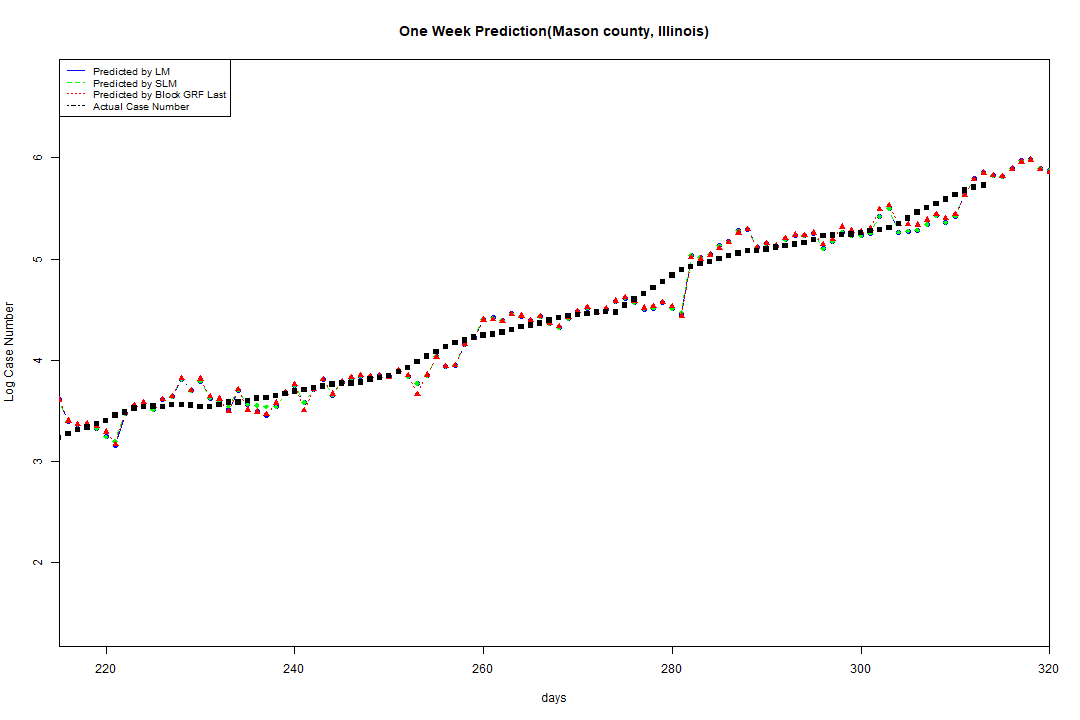 One Week Prediction(Mason county, Illinois)
Predicted by LM
Predicted by SLM
Predicted by Block GRF Last
Actual Case Number
6
5
4
3
2
Log Case Number
220
240
260
280
300
320
days